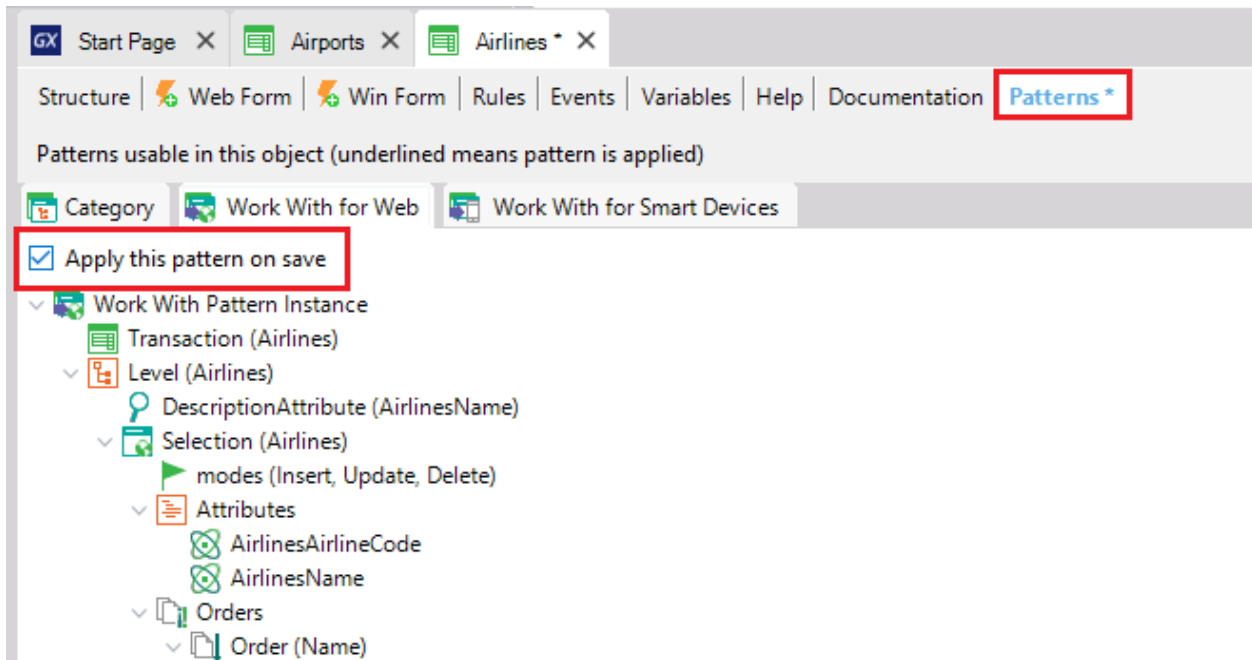 GX Start Page Airports Airlines *
Structure Web Form Win Form Rules Events Variables Help Documentation Patterns *
Patterns usable in this object (underlined means pattern is applied)
Category Work With for Web Work With for Smart Devices
Apply this pattern on save
Work With Pattern Instance
Transaction (Airlines)
Level (Airlines)
DescriptionAttribute (AirlinesName)
Selection (Airlines)
modes (Insert, Update, Delete)
Attributes
AirlinesAirlineCode
AirlinesName
Orders
Order (Name)